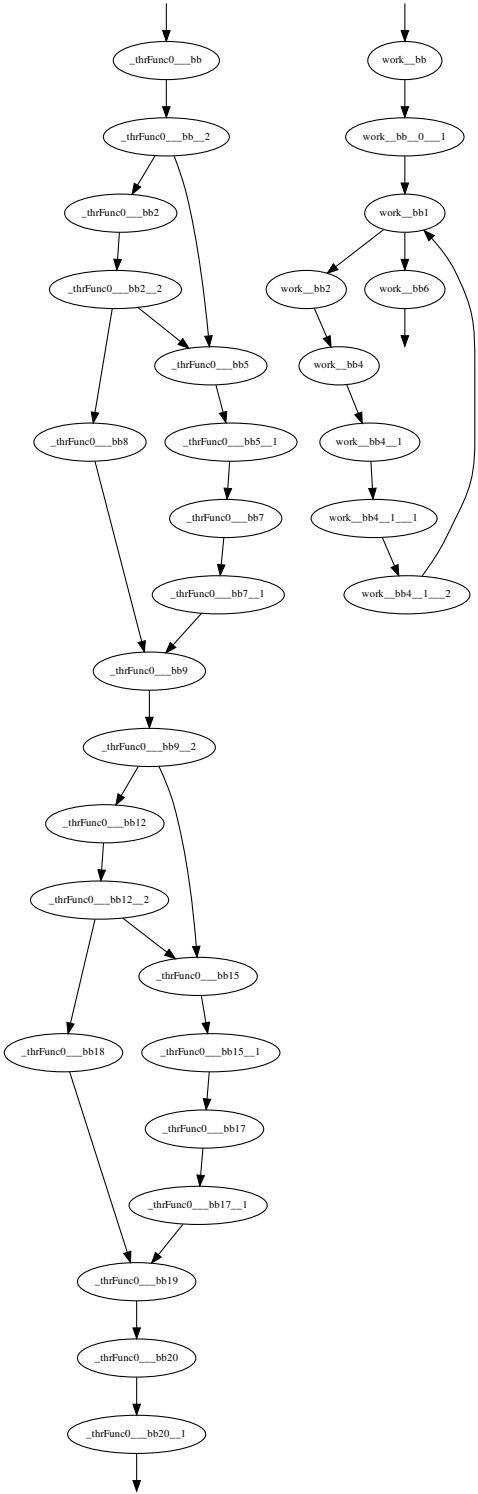 _thrFunc0___bb
work__bb
_thrFunc0___bb__2
work__bb__0___1
_thrFunc0___bb2
work__bb1
_thrFunc0___bb2__2
work__bb2
work__bb6
_thrFunc0___bb5
work__bb4
_thrFunc0___bb8
_thrFunc0___bb5__1
work__bb4__1
_thrFunc0___bb7
work__bb4__1___1
_thrFunc0___bb7__1
work__bb4__1___2
_thrFunc0___bb9
_thrFunc0___bb9__2
_thrFunc0___bb12
_thrFunc0___bb12__2
_thrFunc0___bb15
_thrFunc0___bb18
_thrFunc0___bb15__1
_thrFunc0___bb17
_thrFunc0___bb17__1
_thrFunc0___bb19
_thrFunc0___bb20
_thrFunc0___bb20__1